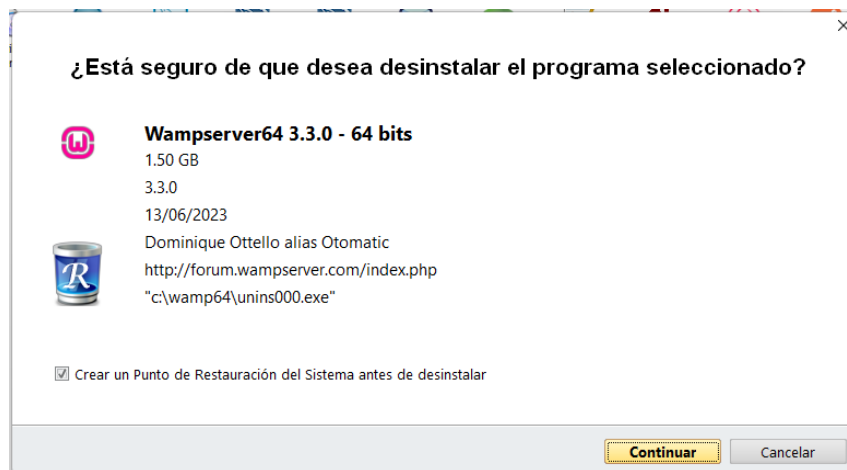 ¿Está seguro de que desea desinstalar el programa seleccionado?
Wampserver64 3.3.0 - 64 bits
1.50 GB
3.3.0
13/06/2023
Dominique Ottello alias Otomatic
http://forum.wampserver.com/index.php
"c:\wamp64\unins000.exe"
Crear un Punto de Restauración del Sistema antes de desinstalar
Continuar
Cancelar